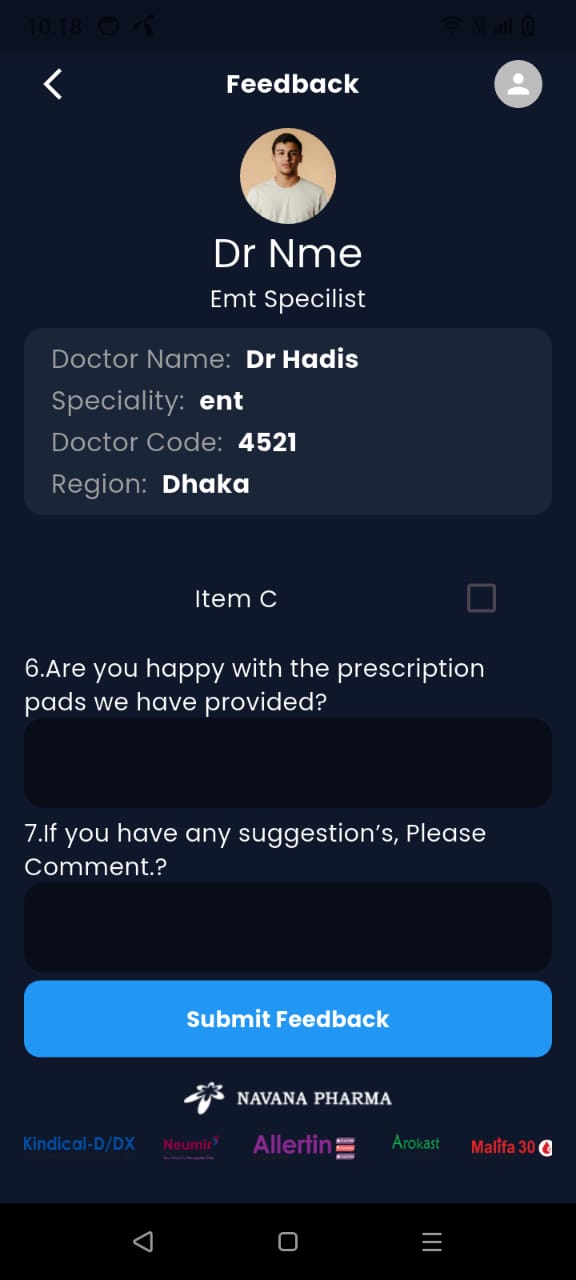 10:18
Feedback
Dr Nme
Emt Specilist
Doctor Name: Dr Hadis
Speciality: ent
Doctor Code: 4521
Region: Dhaka
Item C
6.Are you happy with the prescription
pads we have provided?
7.If you have any suggestion’s, Please
Comment.?
Submit Feedback
NAVANA PHARMA
Kindical-D/DX Neumir Allertin Arokast Malifa 30